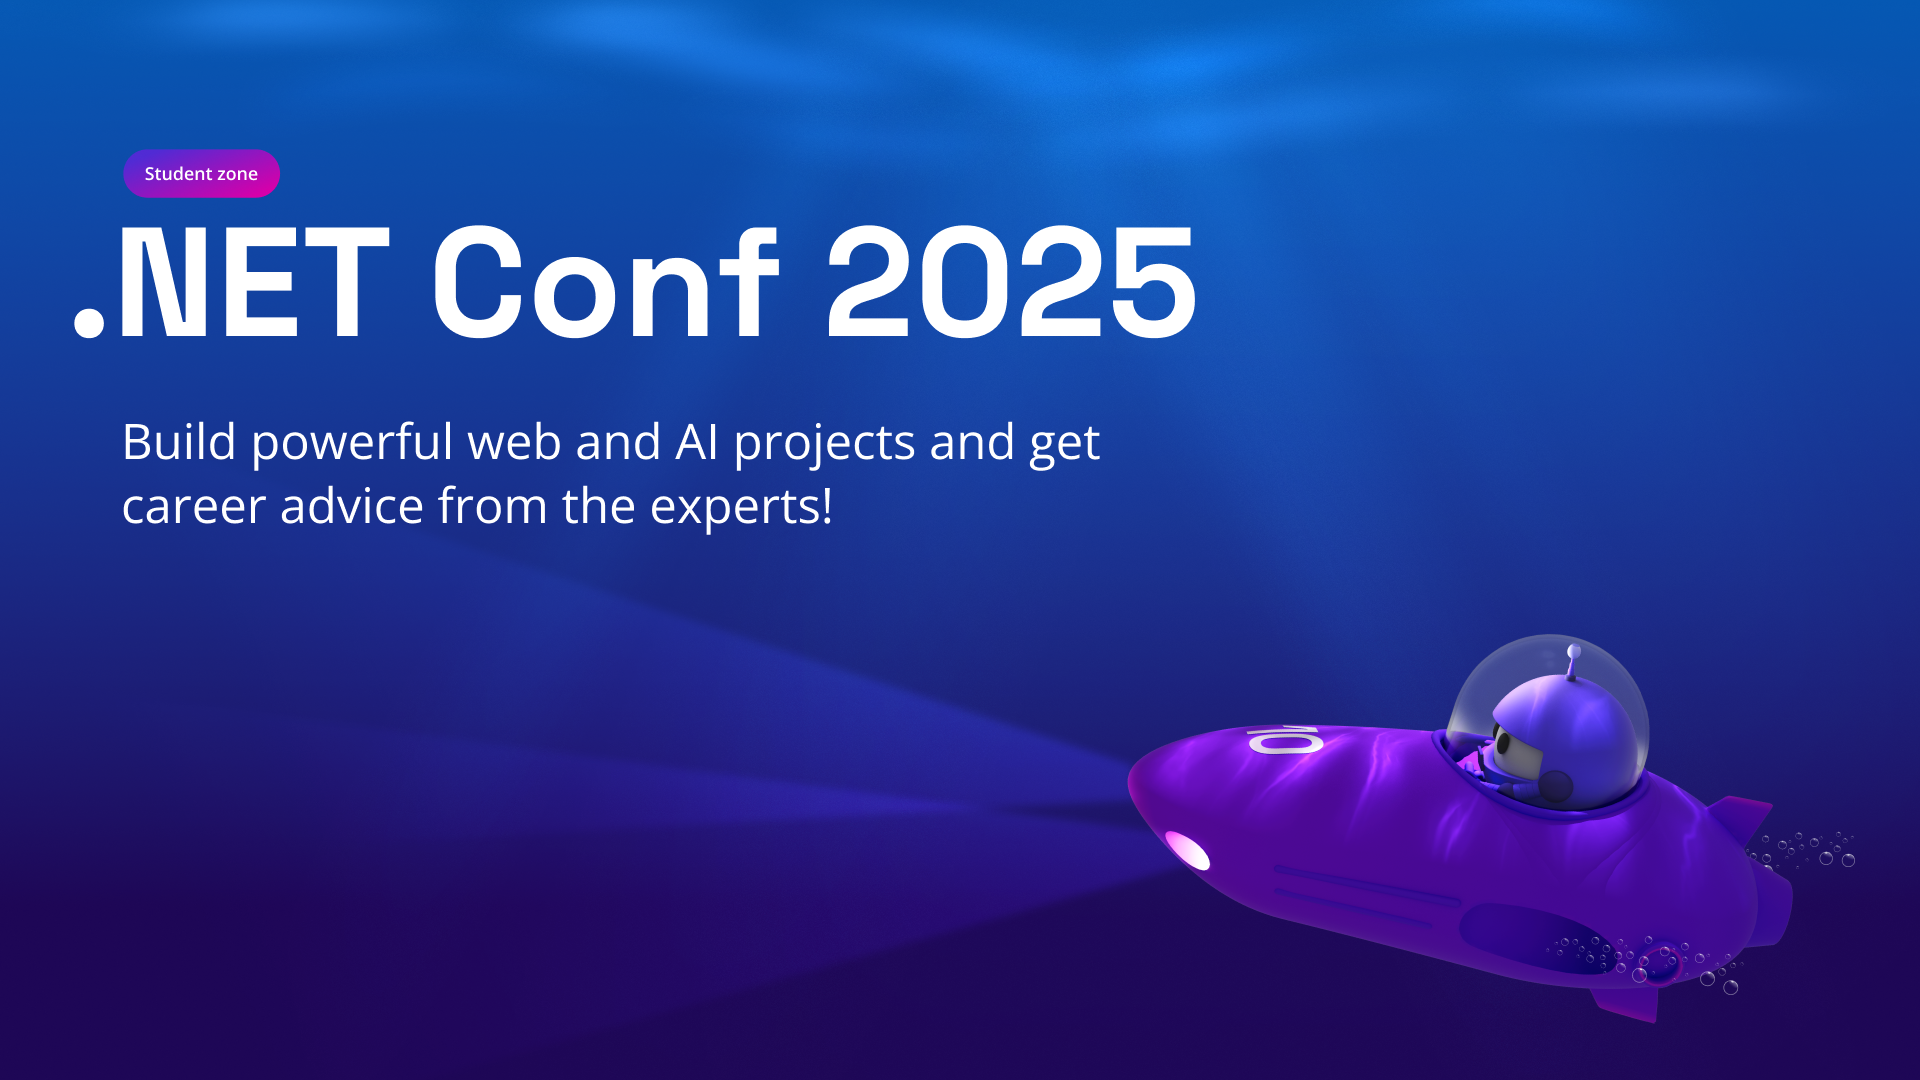 Student zone
.NET Conf 2025
Build powerful web and AI projects and get
career advice from the experts!
10